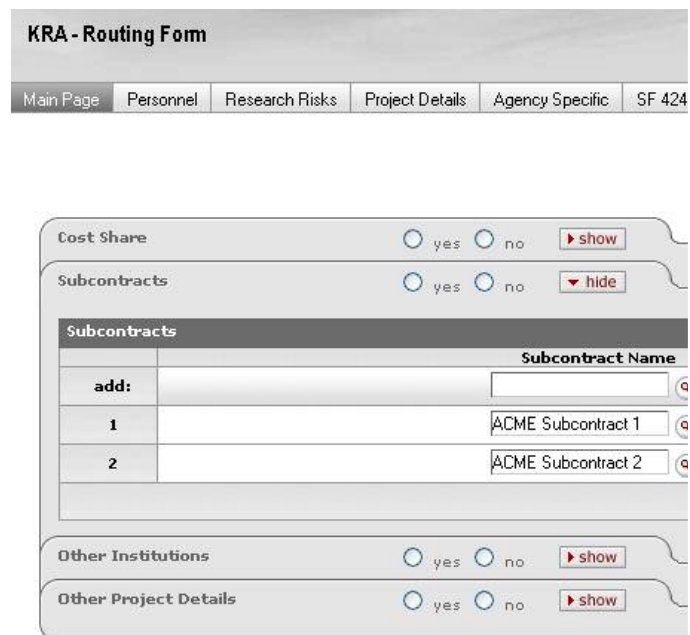 KRA - Routing Form
Main Page Personnel Research Risks Project Details Agency Specific SF 424
Cost Share yes no show
Subcontracts yes no hide
Subcontracts
Subcontract Name
add:
1 ACME Subcontract 1
2 ACME Subcontract 2
Other Institutions yes no show
Other Project Details yes no show